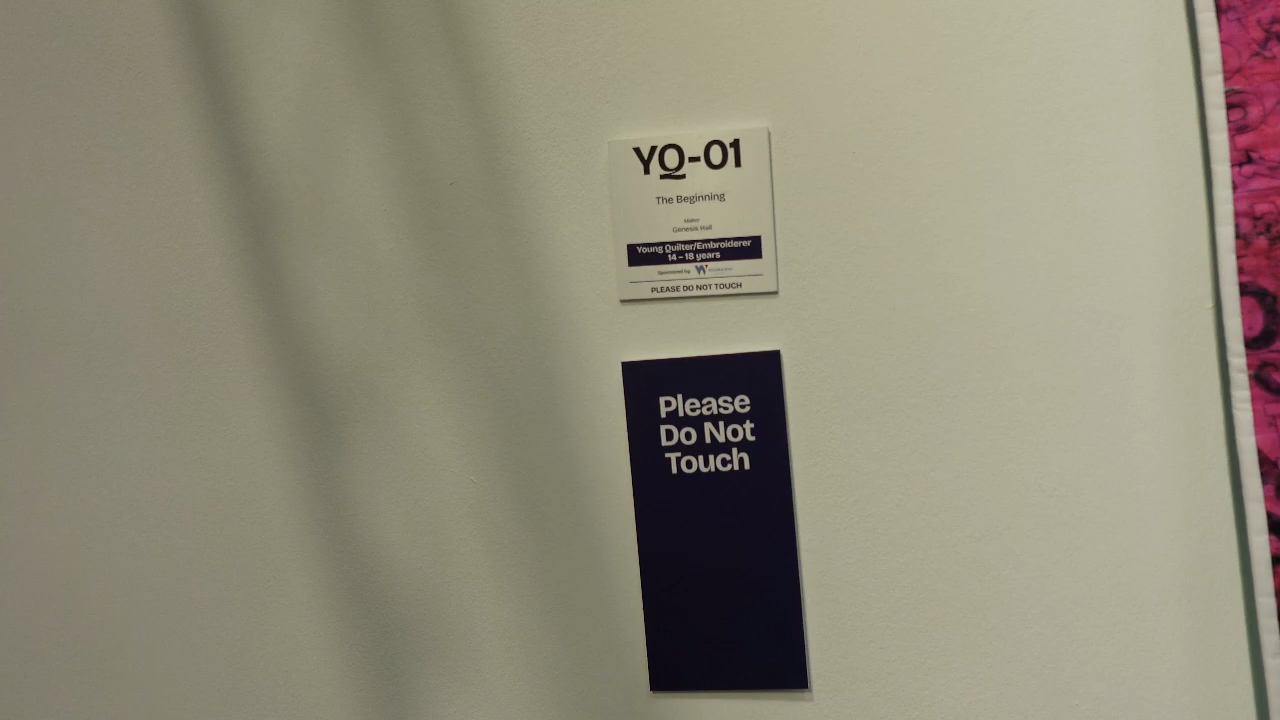 YQ-01
The Beginning
Maker
Genesis Hall
Young Quilter/Embroiderer
14 – 18 years
Sponsored by
PLEASE DO NOT TOUCH
Please
Do Not
Touch